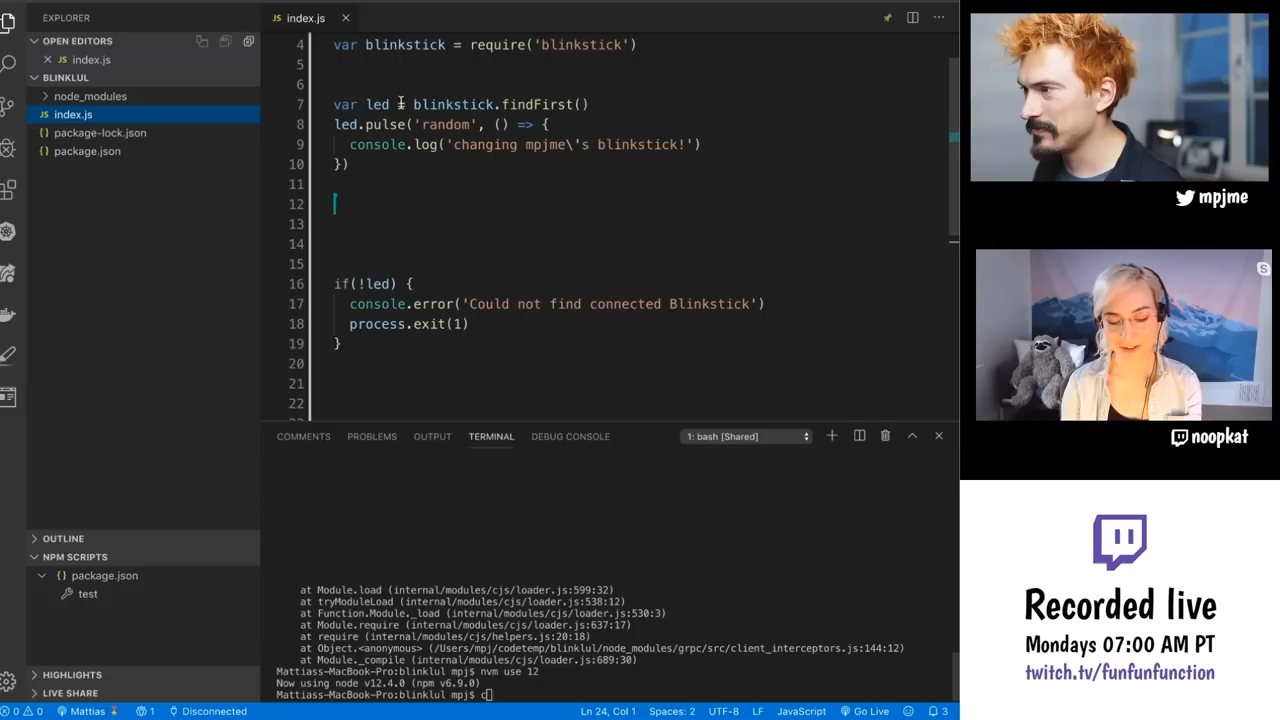 EXPLORER
OPEN EDITORS
JS index.js
BLINKLUL
node_modules
index.js
package-lock.json
package.json
OUTLINE
NPM SCRIPTS
package.json
test
HIGHLIGHTS
LIVE SHARE
JS index.js
4 var blinkstick = require('blinkstick')
5
6
7 var led = blinkstick.findFirst()
8 led.pulse('random', () => {
9 console.log('changing mpjme\'s blinkstick!')
10 })
11
12
13
14
15
16 if(!led) {
17 console.error('Could not find connected Blinkstick')
18 process.exit(1)
19 }
20
21
22
COMMENTS PROBLEMS OUTPUT TERMINAL DEBUG CONSOLE 1: bash [Shared]
at Module.load (internal/modules/cjs/loader.js:599:32)
at tryModuleLoad (internal/modules/cjs/loader.js:538:12)
at Function.Module._load (internal/modules/cjs/loader.js:530:3)
at Module.require (internal/modules/cjs/loader.js:637:17)
at require (internal/modules/cjs/helpers.js:20:18)
at Object.<anonymous> (/Users/mpj/codetemp/blinklul/node_modules/grpc/src/client_interceptors.js:144:12)
at Module._compile (internal/modules/cjs/loader.js:689:30)
Mattiass-MacBook-Pro:blinklul mpj$ nvm use 12
Now using node v12.4.0 (npm v6.9.0)
Mattiass-MacBook-Pro:blinklul mpj$ c
0 0 Mattias 1 Disconnected Ln 24, Col 1 Spaces: 2 UTF-8 LF JavaScript Go Live 3
mpjme
noopkat
Recorded live
Mondays 07:00 AM PT
twitch.tv/funfunfunction